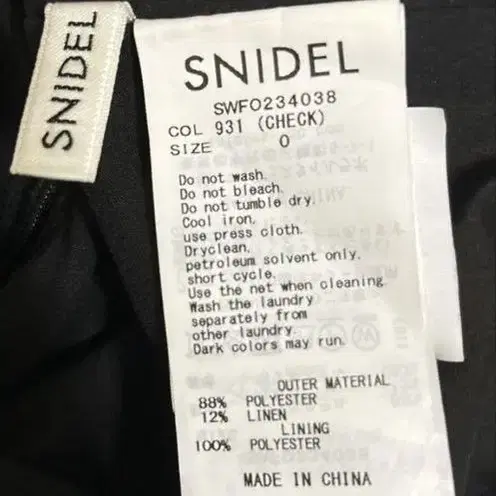 SNIDEL
SNIDEL
SWFO234038
COL 931 (CHECK)
SIZE 0
Do not wash.
Do not bleach.
Do not tumble dry.
Cool iron.
use press cloth.
Dryclean.
petroleum solvent only.
short cycle.
Use the net when cleaning.
Wash the laundry
separately from
other laundry.
Dark colors may run.
OUTER MATERIAL
88% POLYESTER
12% LINEN
LINING
100% POLYESTER
MADE IN CHINA